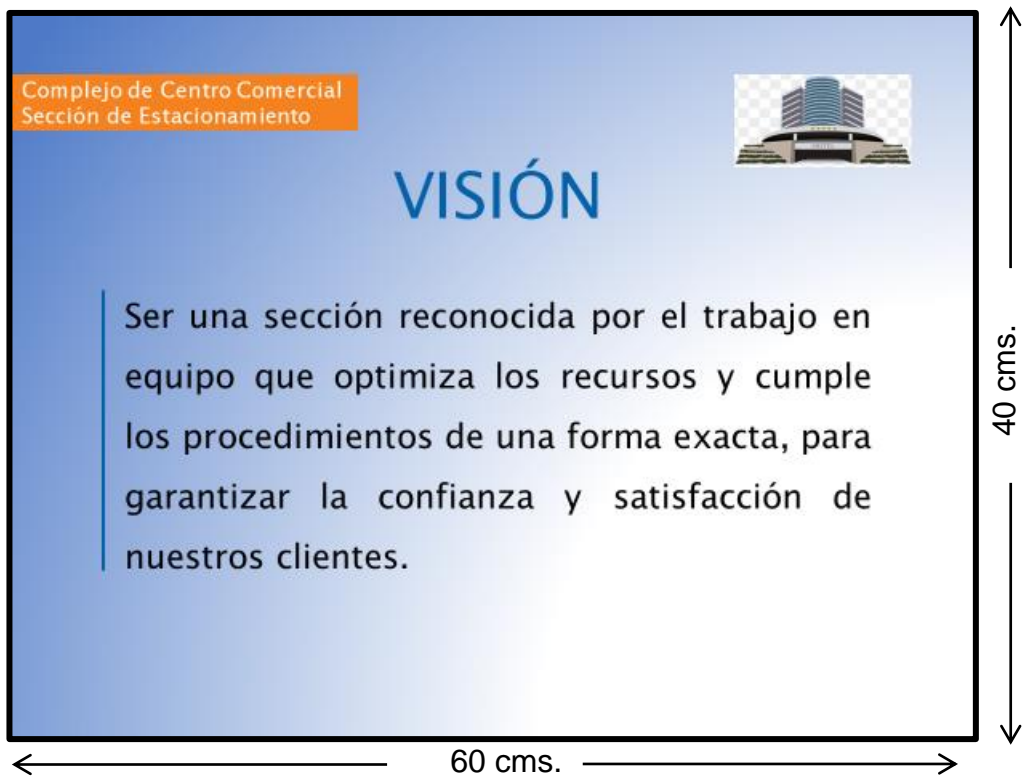 Complejo de Centro Comercial
Sección de Estacionamiento
VISIÓN
Ser una sección reconocida por el trabajo en
equipo que optimiza los recursos y cumple
los procedimientos de una forma exacta, para
garantizar la confianza y satisfacción de
nuestros clientes.
40 cms.
60 cms.